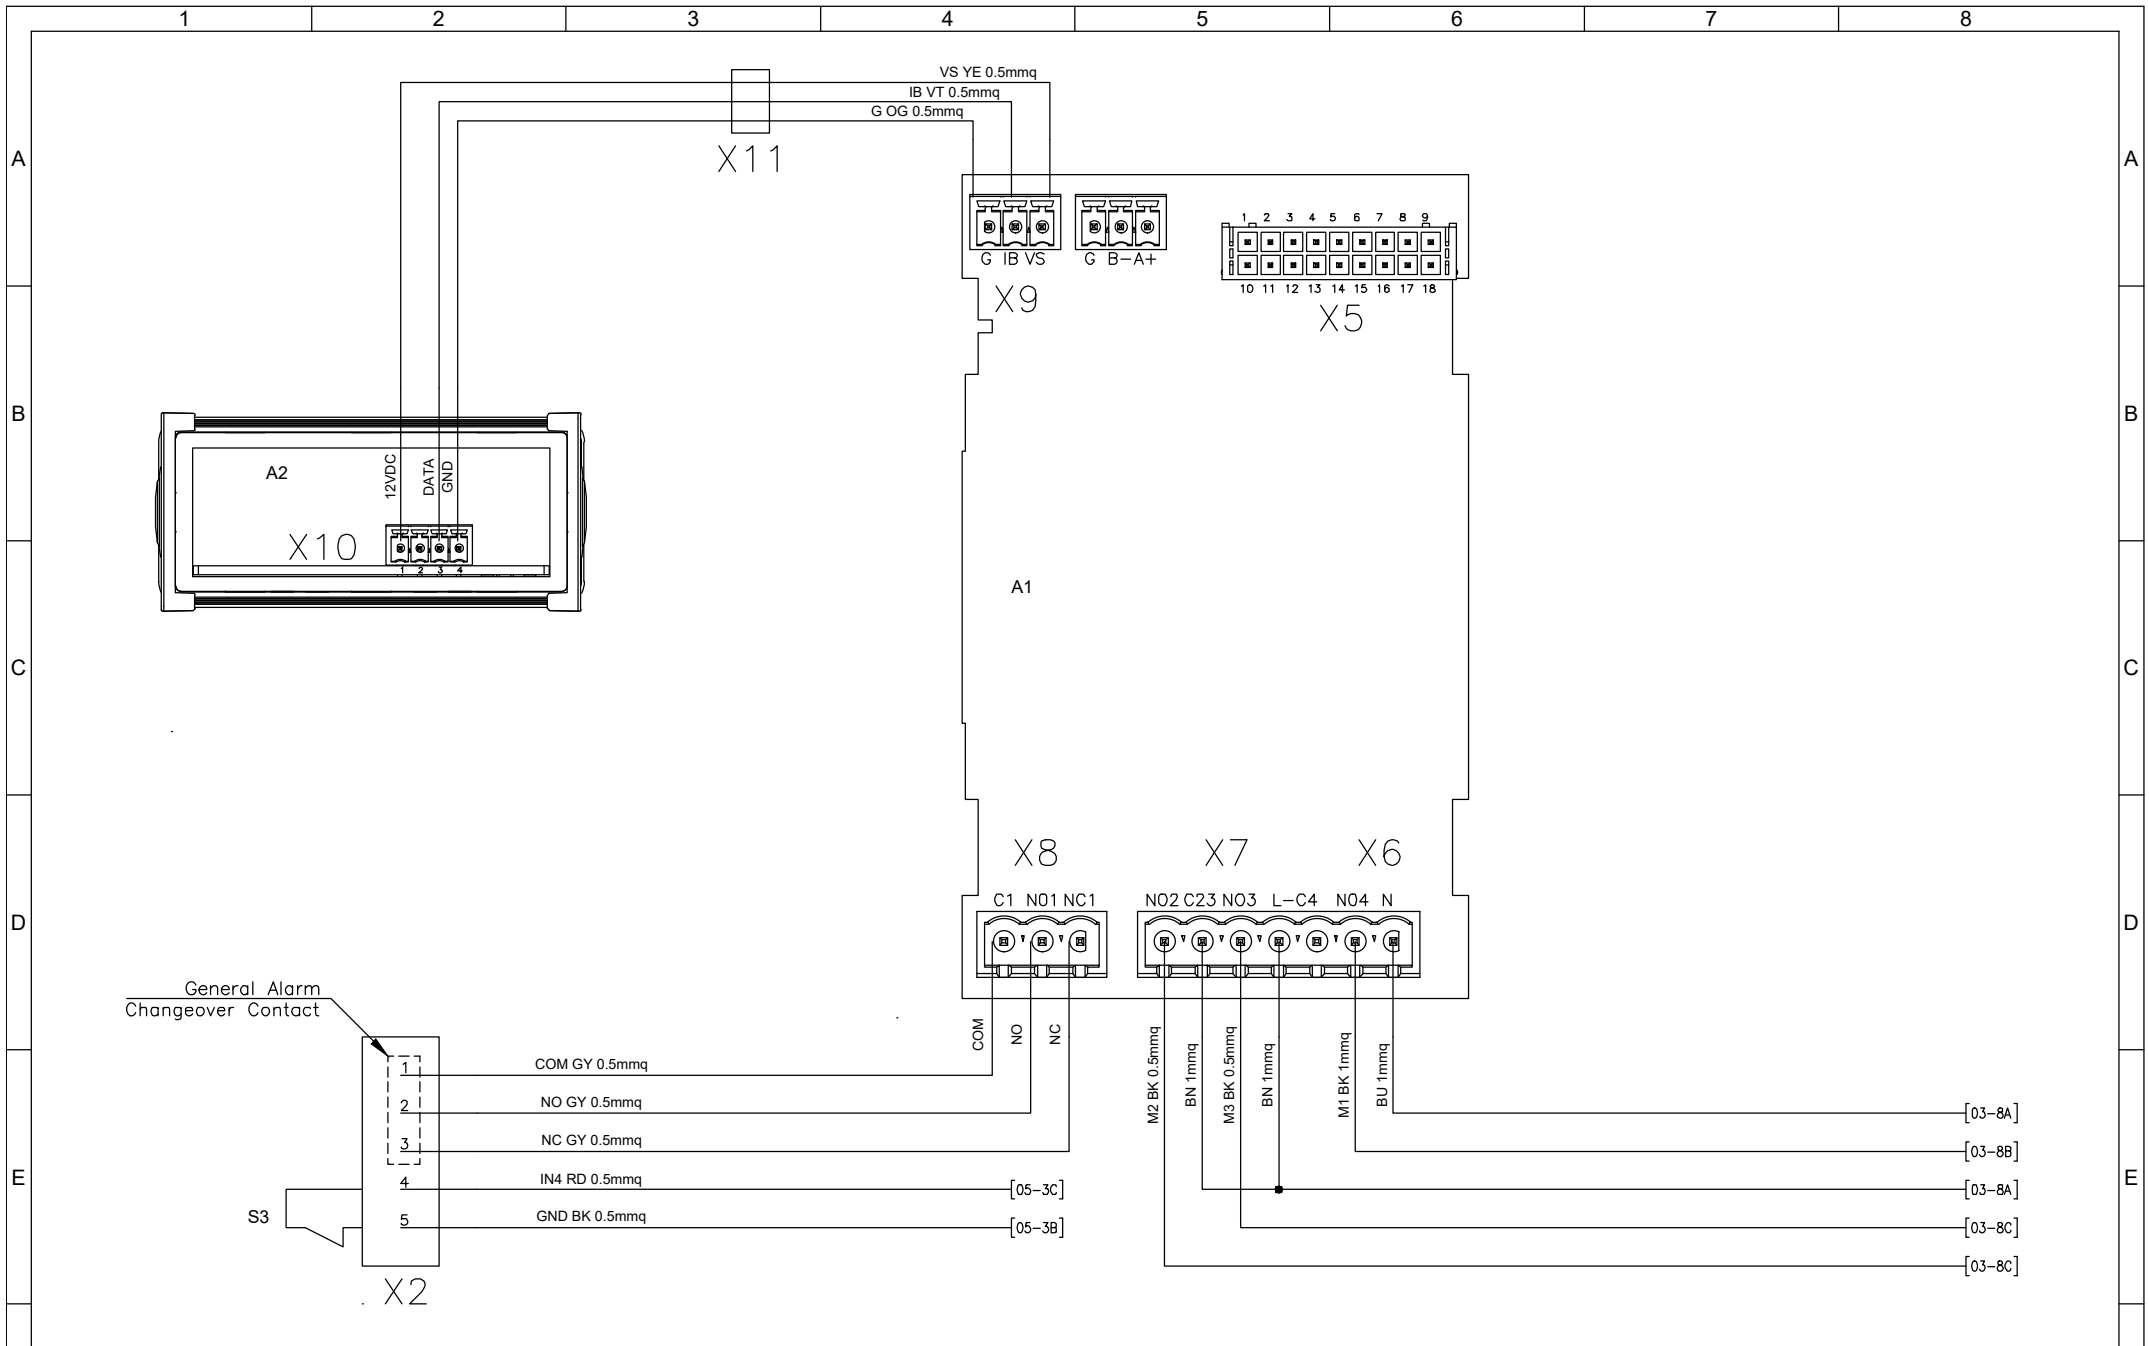 1 2 3 4 5 6 7 8
VS YE 0.5mmq
IB VT 0.5mmq
G OG 0.5mmq
A A
X11
1 2 3 4 5 6 7 8 9
G IB VS G B-A+
10 11 12 13 14 15 16 17 18
X9
X5
B B
A2
12VDC
DATA
GND
X10
1 2 3 4
A1
C C
X8 X7 X6
C1 NO1 NC1 NO2 C23 NO3 L-C4 NO4 N
D D
General Alarm
Changeover Contact
COM
NO
NC
M2 BK 0.5mmq
BN 1mmq
M3 BK 0.5mmq
BN 1mmq
M1 BK 1mmq
BU 1mmq
1 COM GY 0.5mmq
2 NO GY 0.5mmq [03-8A]
3 NC GY 0.5mmq [03-8B]
E E
4 IN4 RD 0.5mmq [05-3C] [03-8A]
S3
5 GND BK 0.5mmq [05-3B] [03-8C]
[03-8C]
X2